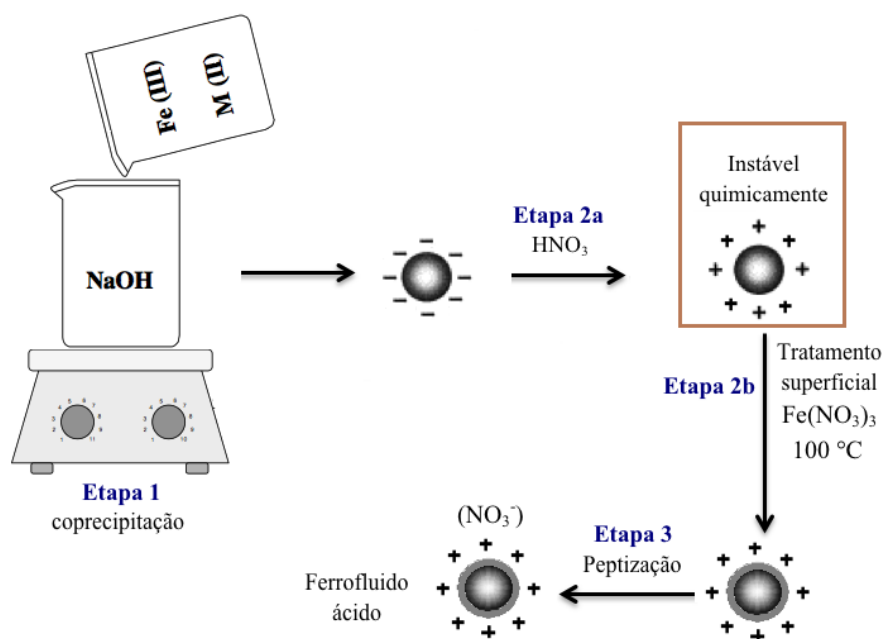 Fe (III)
M (II)
NaOH
Etapa 1
coprecipitação
Etapa 2a
HNO₃
Instável
quimicamente
Etapa 2b
Tratamento
superficial
Fe(NO₃)₃
100 °C
Etapa 3
Peptização
(NO₃⁻)
Ferrofluido
ácido